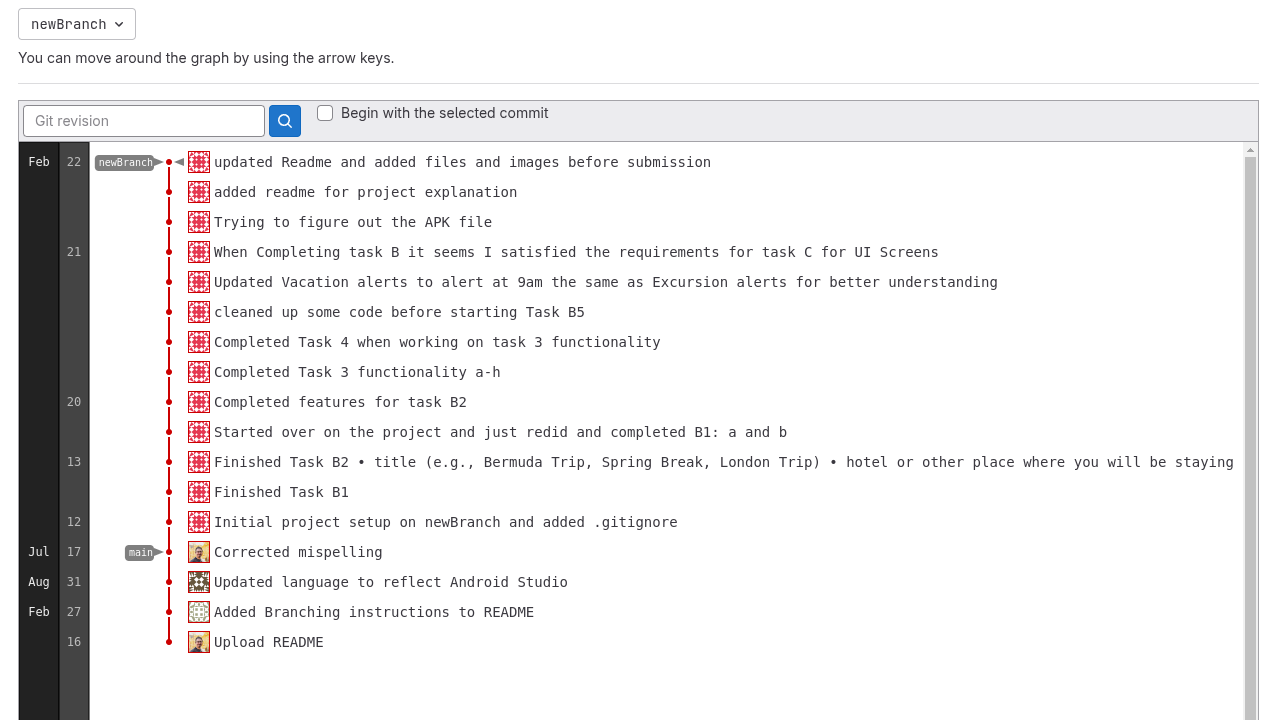 newBranch
You can move around the graph by using the arrow keys.
Git revision
Begin with the selected commit
Feb 22 newBranch updated Readme and added files and images before submission
added readme for project explanation
Trying to figure out the APK file
21 When Completing task B it seems I satisfied the requirements for task C for UI Screens
Updated Vacation alerts to alert at 9am the same as Excursion alerts for better understanding
cleaned up some code before starting Task B5
Completed Task 4 when working on task 3 functionality
Completed Task 3 functionality a-h
20 Completed features for task B2
Started over on the project and just redid and completed B1: a and b
13 Finished Task B2 • title (e.g., Bermuda Trip, Spring Break, London Trip) • hotel or other place where you will be staying
Finished Task B1
12 Initial project setup on newBranch and added .gitignore
Jul 17 main Corrected mispelling
Aug 31 Updated language to reflect Android Studio
Feb 27 Added Branching instructions to README
16 Upload README